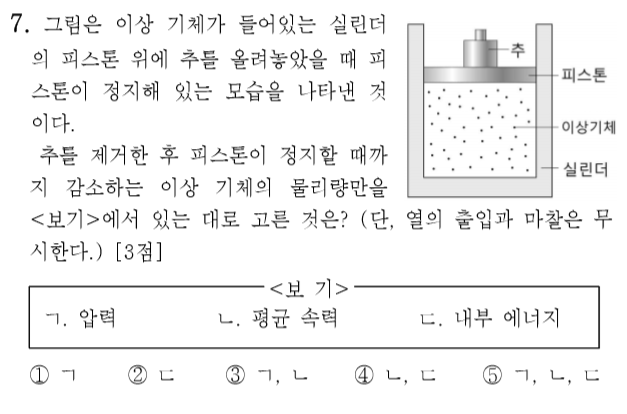 7. 그림은 이상 기체가 들어있는 실린더
의 피스톤 위에 추를 올려놓았을 때 피
스톤이 정지해 있는 모습을 나타낸 것
이다.
추를 제거한 후 피스톤이 정지할 때까
지 감소하는 이상 기체의 물리량만을
<보기>에서 있는 대로 고른 것은? (단, 열의 출입과 마찰은 무
시한다.) [3점]
추
피스톤
이상기체
실린더
<보 기>
ㄱ. 압력 ㄴ. 평균 속력 ㄷ. 내부 에너지
① ㄱ ② ㄷ ③ ㄱ, ㄴ ④ ㄴ, ㄷ ⑤ ㄱ, ㄴ, ㄷ